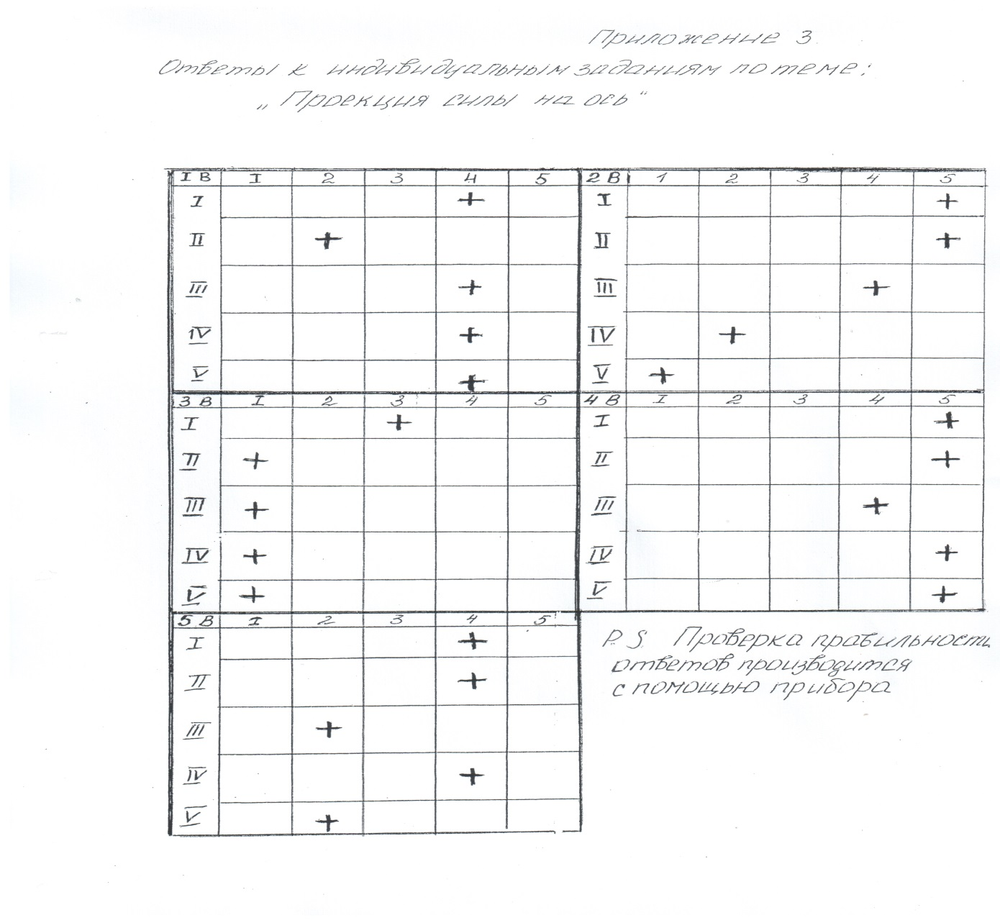 Приложение 3
Ответы к индивидуальным заданиям по теме:
„Проекция силы на ось"
I В I 2 3 4 5
I +
II +
III +
IV +
V +
2 В 1 2 3 4 5
I +
II +
III +
IV +
V +
3 В I 2 3 4 5
I +
II +
III +
IV +
V +
4 В I 2 3 4 5
I +
II +
III +
IV +
V +
5 В I 2 3 4 5
I +
II +
III +
IV +
V +
P. S. Проверка правильности
ответов производится
с помощью прибора